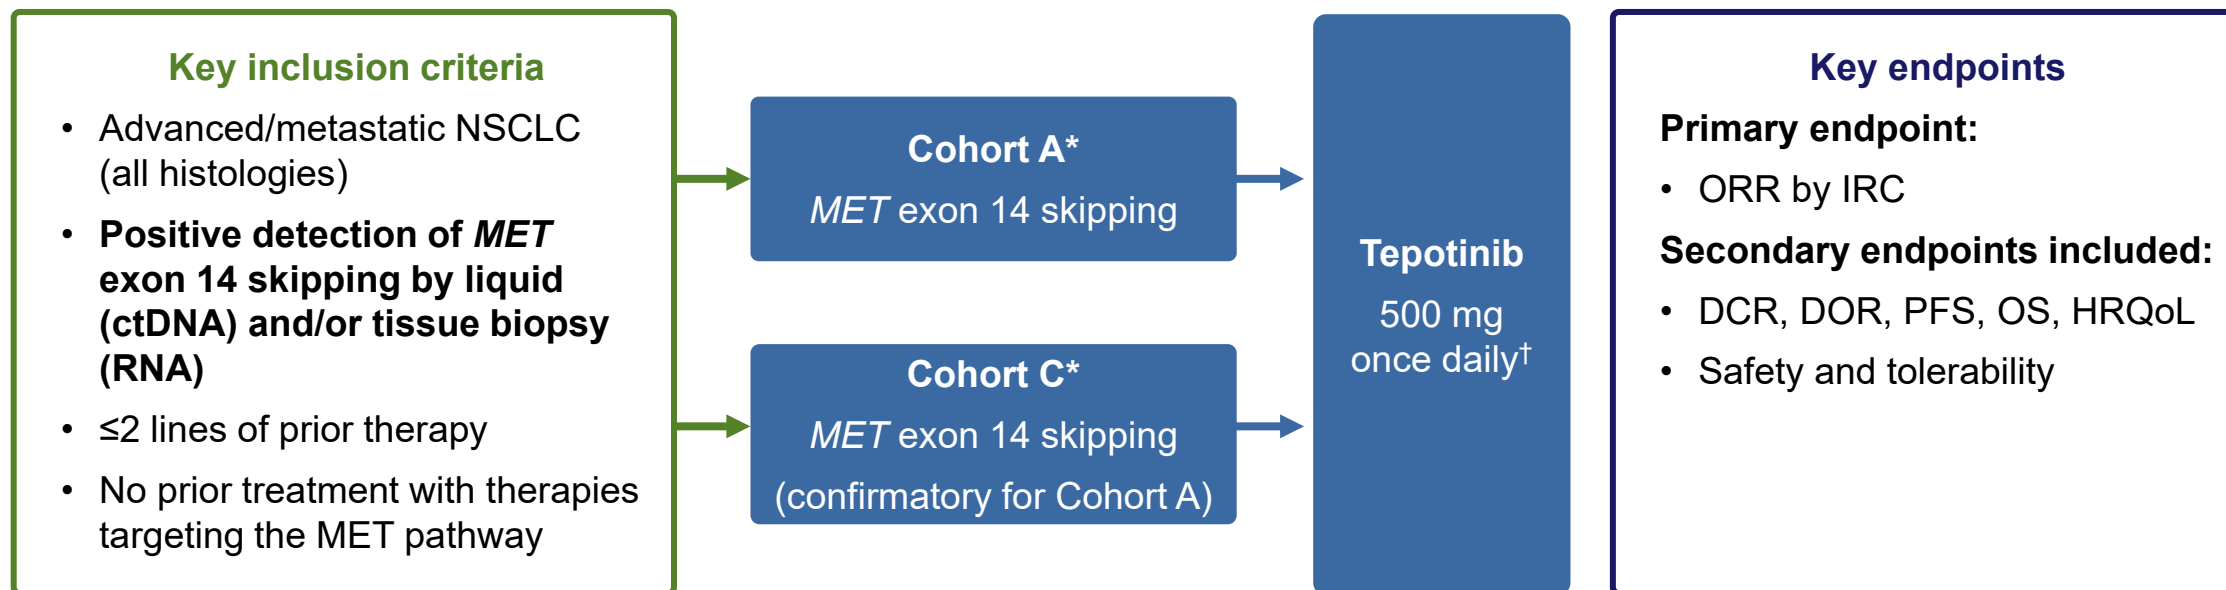 Key inclusion criteria
• Advanced/metastatic NSCLC
(all histologies)
• Positive detection of MET
exon 14 skipping by liquid
(ctDNA) and/or tissue biopsy
(RNA)
• ≤2 lines of prior therapy
• No prior treatment with therapies
targeting the MET pathway
Cohort A*
MET exon 14 skipping
Cohort C*
MET exon 14 skipping
(confirmatory for Cohort A)
Tepotinib
500 mg
once daily†
Key endpoints
Primary endpoint:
• ORR by IRC
Secondary endpoints included:
• DCR, DOR, PFS, OS, HRQoL
• Safety and tolerability